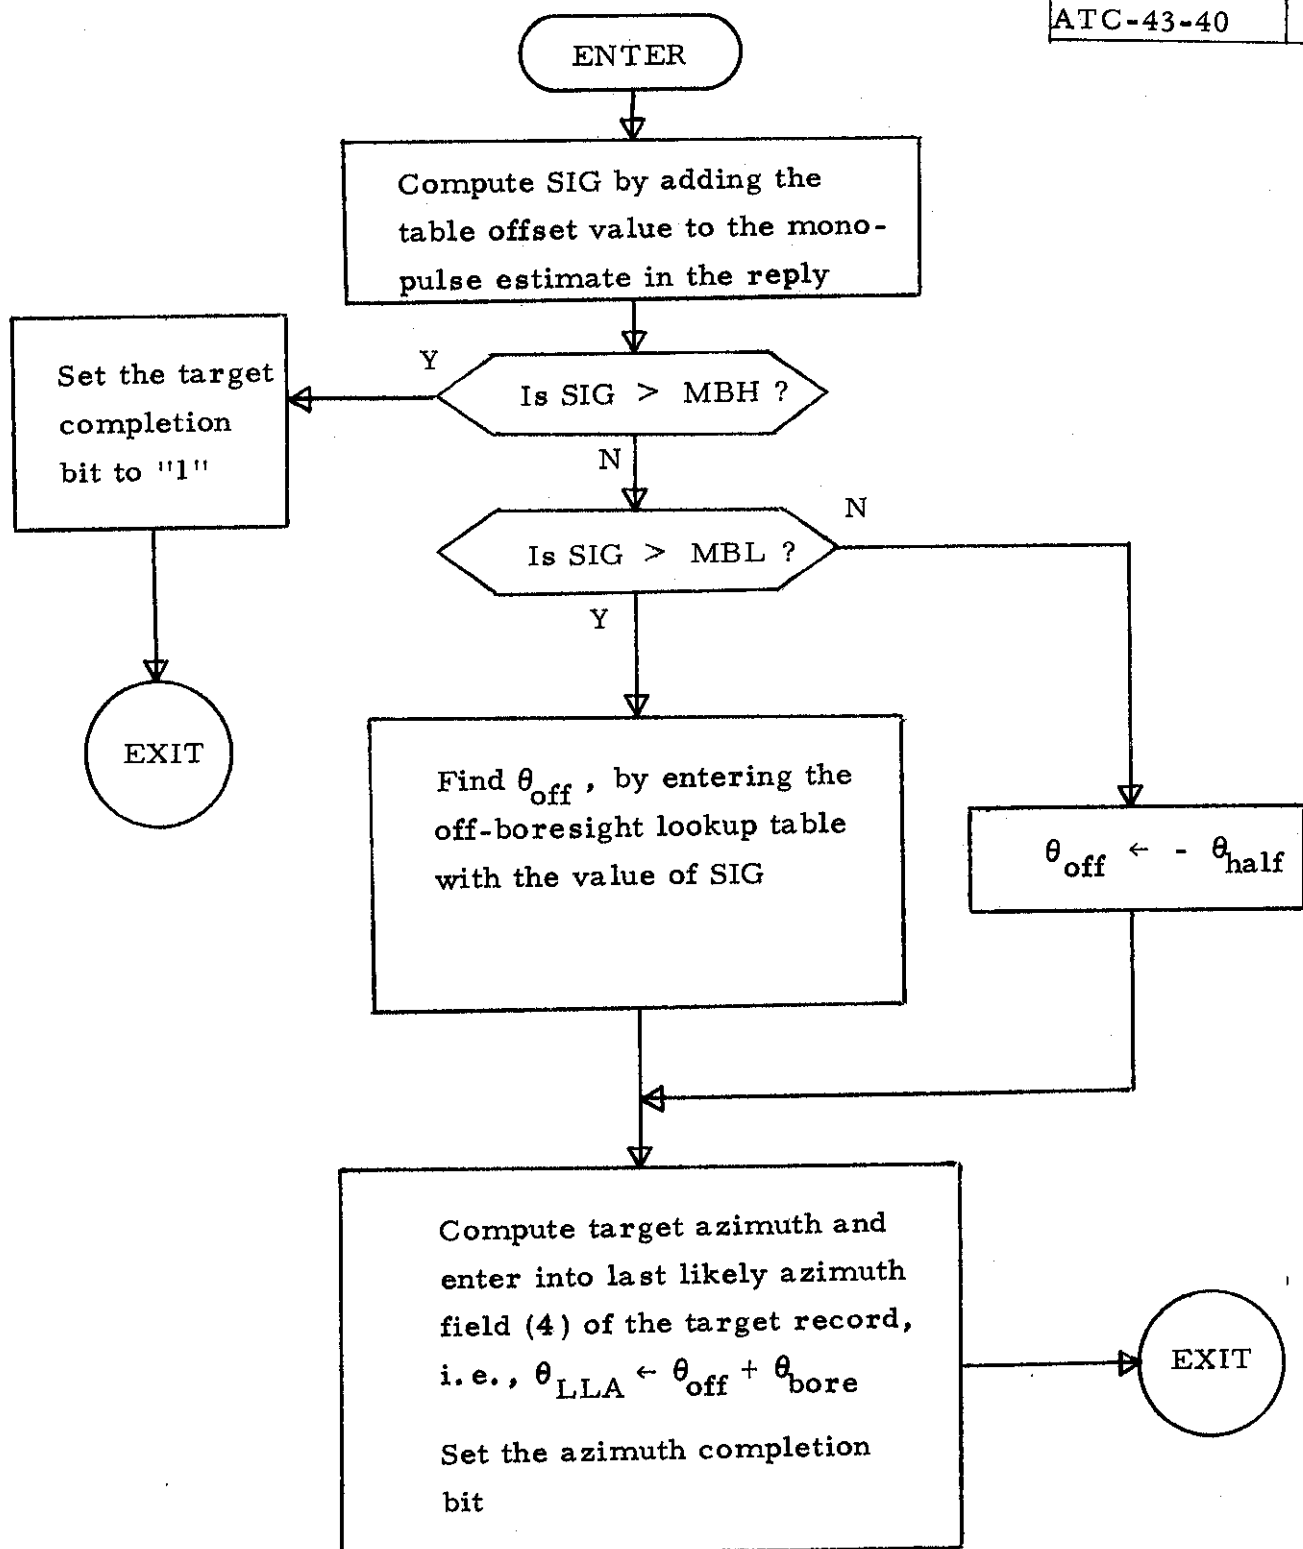 ATC-43-40
ENTER
Compute SIG by adding the
table offset value to the mono-
pulse estimate in the reply
Y
Is SIG > MBH ?
Set the target
completion
bit to "1"
N
N
Is SIG > MBL ?
Y
EXIT
Find θoff , by entering the
off-boresight lookup table
with the value of SIG
θoff ← - θhalf
Compute target azimuth and
enter into last likely azimuth
field (4) of the target record,
i.e., θLLA ← θoff + θbore
Set the azimuth completion
bit
EXIT